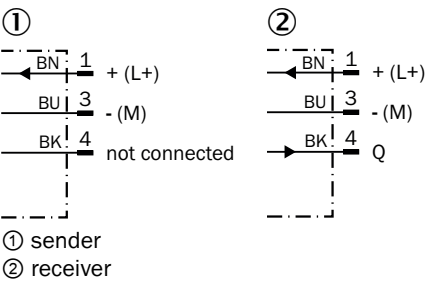 ① ②
BN 1 + (L+) BN 1 + (L+)
BU 3 - (M) BU 3 - (M)
BK 4 not connected BK 4 Q
① sender
② receiver